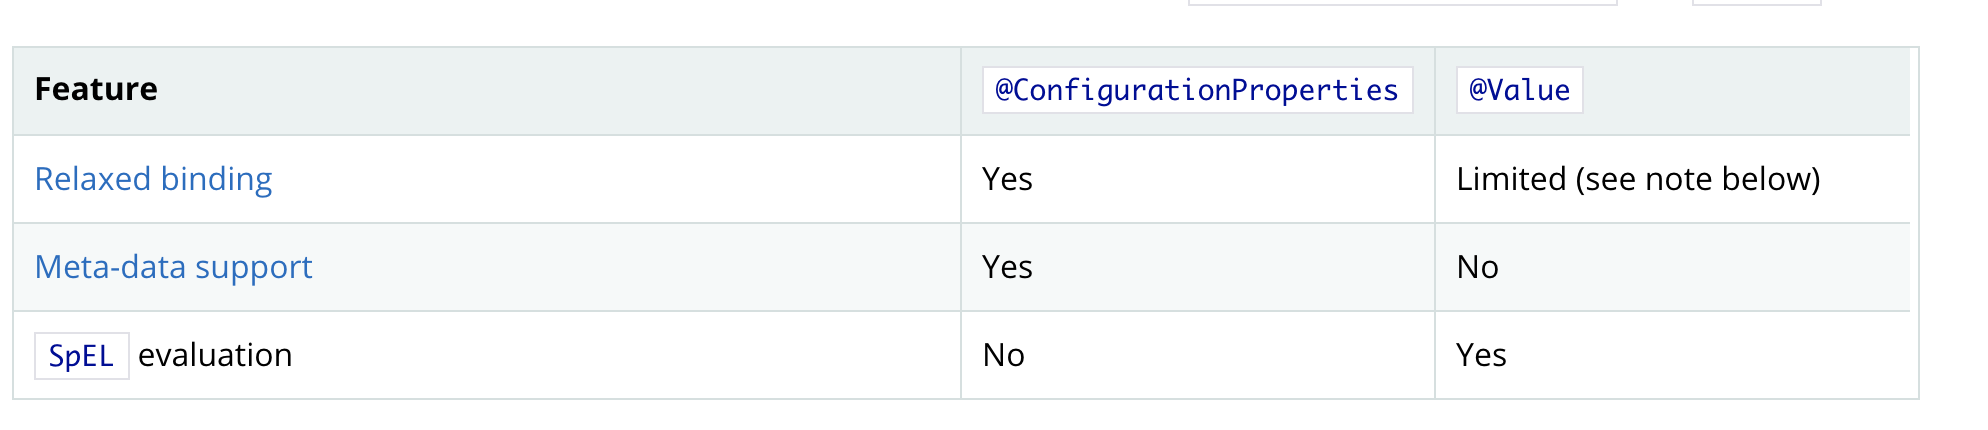 Feature @ConfigurationProperties @Value
Relaxed binding Yes Limited (see note below)
Meta-data support Yes No
SpEL evaluation No Yes